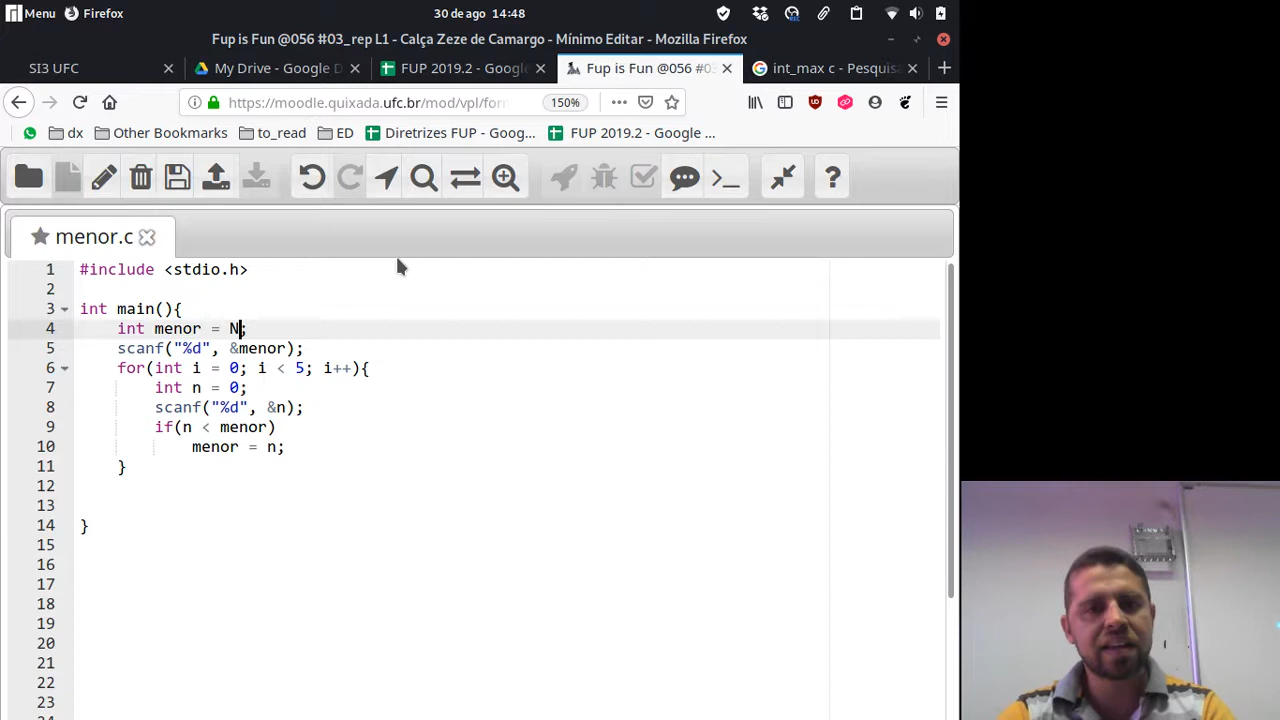 Menu Firefox 30 de ago 14:48
Fup is Fun @056 #03_rep L1 - Calça Zeze de Camargo - Mínimo Editar - Mozilla Firefox
SI3 UFC My Drive - Google D FUP 2019.2 - Google Fup is Fun @056 #03 int_max c - Pesquisa
https://moodle.quixada.ufc.br/mod/vpl/for 150%
dx Other Bookmarks to_read ED Diretrizes FUP - Goog... FUP 2019.2 - Google ...
menor.c
1 #include <stdio.h>
2
3 int main(){
4 int menor = N;
5 scanf("%d", &menor);
6 for(int i = 0; i < 5; i++){
7 int n = 0;
8 scanf("%d", &n);
9 if(n < menor)
10 menor = n;
11 }
12
13
14 }
15
16
17
18
19
20
21
22
23